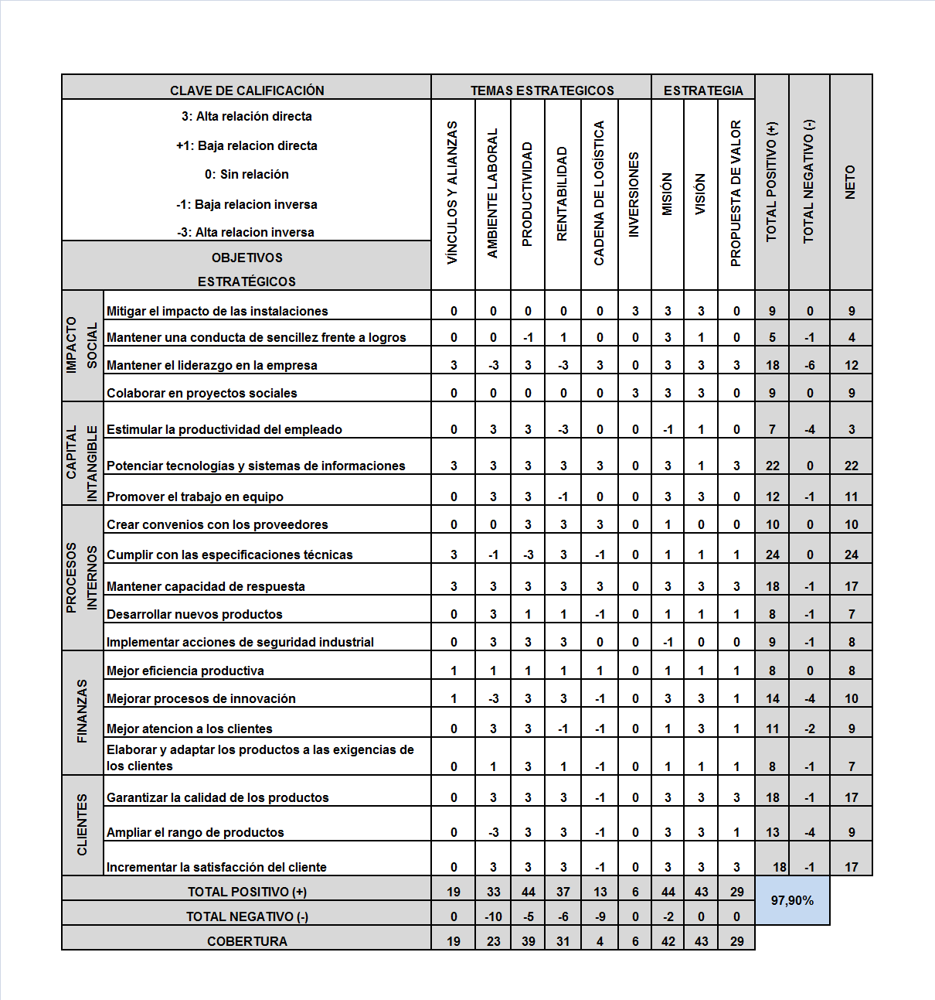 CLAVE DE CALIFICACIÓN
TEMAS ESTRATEGICOS
ESTRATEGIA
3: Alta relación directa
+1: Baja relacion directa
0: Sin relación
-1: Baja relacion inversa
-3: Alta relacion inversa
OBJETIVOS
ESTRATÉGICOS
VÍNCULOS Y ALIANZAS
AMBIENTE LABORAL
PRODUCTIVIDAD
RENTABILIDAD
CADENA DE LOGÍSTICA
INVERSIONES
MISIÓN
VISIÓN
PROPUESTA DE VALOR
TOTAL POSITIVO (+)
TOTAL NEGATIVO (-)
NETO
IMPACTO
SOCIAL
Mitigar el impacto de las instalaciones 0 0 0 0 0 3 3 3 0 9 0 9
Mantener una conducta de sencillez frente a logros 0 0 -1 1 0 0 3 1 0 5 -1 4
Mantener el liderazgo en la empresa 3 -3 3 -3 3 0 3 3 3 18 -6 12
Colaborar en proyectos sociales 0 0 0 0 0 3 3 3 0 9 0 9
CAPITAL
INTANGIBLE
Estimular la productividad del empleado 0 3 3 -3 0 0 -1 1 0 7 -4 3
Potenciar tecnologías y sistemas de informaciones 3 3 3 3 3 0 3 1 3 22 0 22
Promover el trabajo en equipo 0 3 3 -1 0 0 3 3 0 12 -1 11
PROCESOS
INTERNOS
Crear convenios con los proveedores 0 0 3 3 3 0 1 0 0 10 0 10
Cumplir con las especificaciones técnicas 3 -1 -3 3 -1 0 1 1 1 24 0 24
Mantener capacidad de respuesta 3 3 3 3 3 0 3 3 3 18 -1 17
Desarrollar nuevos productos 0 3 1 1 -1 0 1 1 1 8 -1 7
Implementar acciones de seguridad industrial 0 3 3 3 0 0 -1 0 0 9 -1 8
FINANZAS
Mejor eficiencia productiva 1 1 1 1 1 0 1 1 1 8 0 8
Mejorar procesos de innovación 1 -3 3 3 -1 0 3 3 1 14 -4 10
Mejor atencion a los clientes 0 3 3 -1 -1 0 1 3 1 11 -2 9
Elaborar y adaptar los productos a las exigencias de
los clientes 0 1 3 1 -1 0 1 1 1 8 -1 7
CLIENTES
Garantizar la calidad de los productos 0 3 3 3 -1 0 3 3 3 18 -1 17
Ampliar el rango de productos 0 -3 3 3 -1 0 3 3 1 13 -4 9
Incrementar la satisfacción del cliente 0 3 3 3 -1 0 3 3 3 18 -1 17
TOTAL POSITIVO (+) 19 33 44 37 13 6 44 43 29
97,90%
TOTAL NEGATIVO (-) 0 -10 -5 -6 -9 0 -2 0 0
COBERTURA 19 23 39 31 4 6 42 43 29